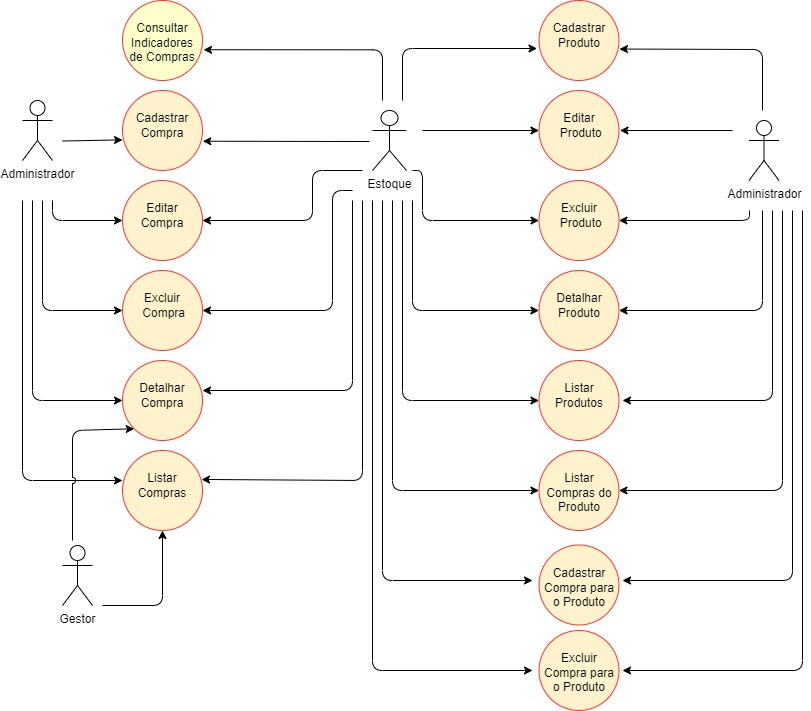 Consultar
Indicadores
de Compras
Cadastrar
Produto
Administrador
Cadastrar
Compra
Estoque
Editar
Produto
Administrador
Editar
Compra
Excluir
Produto
Excluir
Compra
Detalhar
Produto
Detalhar
Compra
Listar
Produtos
Listar
Compras
Listar
Compras do
Produto
Gestor
Cadastrar
Compra para
o Produto
Excluir
Compra para
o Produto